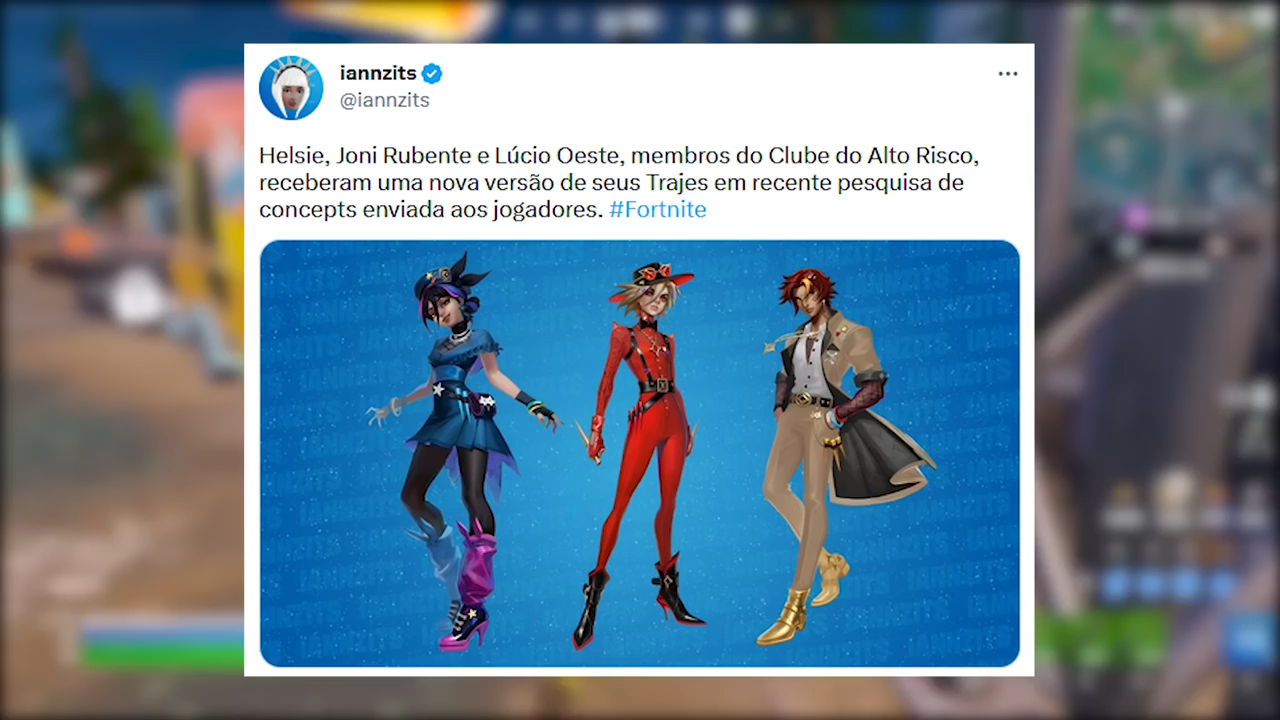 iannzits
@iannzits
Helsie, Joni Rubente e Lúcio Oeste, membros do Clube do Alto Risco,
receberam uma nova versão de seus Trajes em recente pesquisa de
concepts enviada aos jogadores. #Fortnite